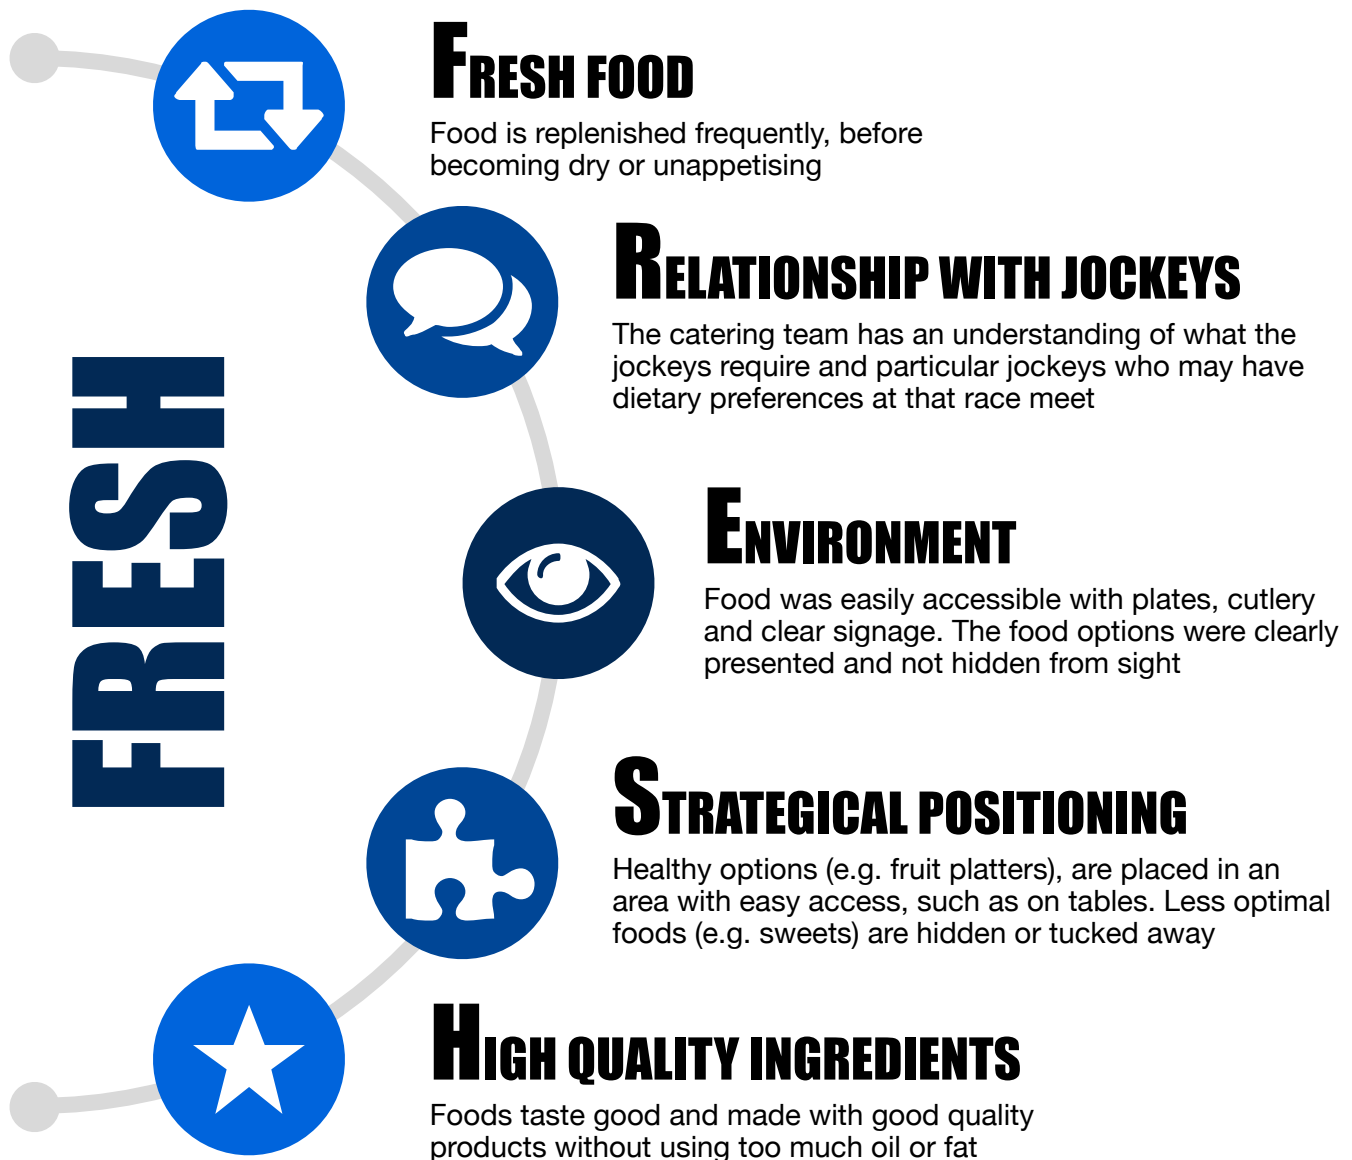 FRESH
FRESH FOOD
Food is replenished frequently, before
becoming dry or unappetising
RELATIONSHIP WITH JOCKEYS
The catering team has an understanding of what the
jockeys require and particular jockeys who may have
dietary preferences at that race meet
ENVIRONMENT
Food was easily accessible with plates, cutlery
and clear signage. The food options were clearly
presented and not hidden from sight
STRATEGICAL POSITIONING
Healthy options (e.g. fruit platters), are placed in an
area with easy access, such as on tables. Less optimal
foods (e.g. sweets) are hidden or tucked away
HIGH QUALITY INGREDIENTS
Foods taste good and made with good quality
products without using too much oil or fat